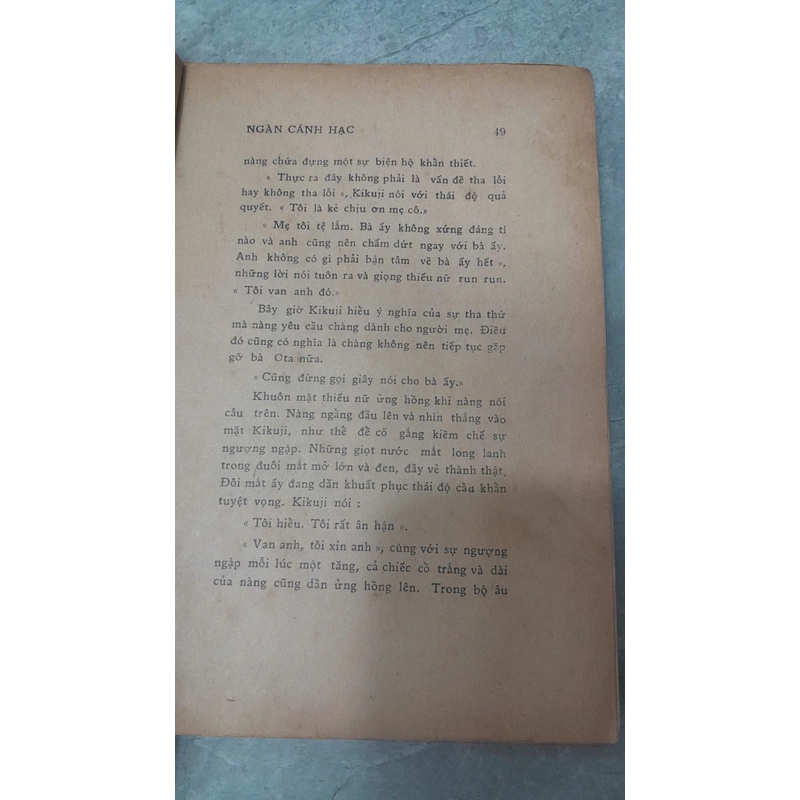 NGÀN CÁNH HẠC 49
nàng chứa đựng một sự biện hộ khẩn thiết.
« Thực ra đây không phải là vấn đề tha lỗi
hay không tha lỗi », Kikuji nói với thái độ quả
quyết. « Tôi là kẻ chịu ơn mẹ cô.»
« Mẹ tôi tệ lắm. Bà ấy không xứng đáng tí
nào và anh cũng nên chấm dứt ngay với bà ấy.
Anh không có gì phải bận tâm về bà ấy hết »,
những lời nói tuôn ra và giọng thiếu nữ run run.
« Tôi van anh đó.»
Bây giờ Kikuji hiểu ý nghĩa của sự tha thứ
mà nàng yêu cầu chàng dành cho người mẹ. Điều
đó cũng có nghĩa là chàng không nên tiếp tục gặp
gỡ bà Ota nữa.
« Cũng đừng gọi giây nói cho bà ấy.»
Khuôn mặt thiếu nữ ửng hồng khi nàng nói
câu trên. Nàng ngẩng đầu lên và nhìn thẳng vào
mặt Kikuji, như thể để cố gắng kiềm chế sự
ngượng ngập. Những giọt nước mắt long lanh
trong đuôi mắt mở lớn và đen, đầy vẻ thành thật.
Đôi mắt ấy đang dần khuất phục thái độ cầu khẩn
tuyệt vọng. Kikuji nói :
« Tôi hiểu. Tôi rất ân hận ».
« Van anh, tôi xin anh », cùng với sự ngượng
ngập mỗi lúc một tăng, cả chiếc cổ trắng và dài
của nàng cũng dần ửng hồng lên. Trong bộ âu